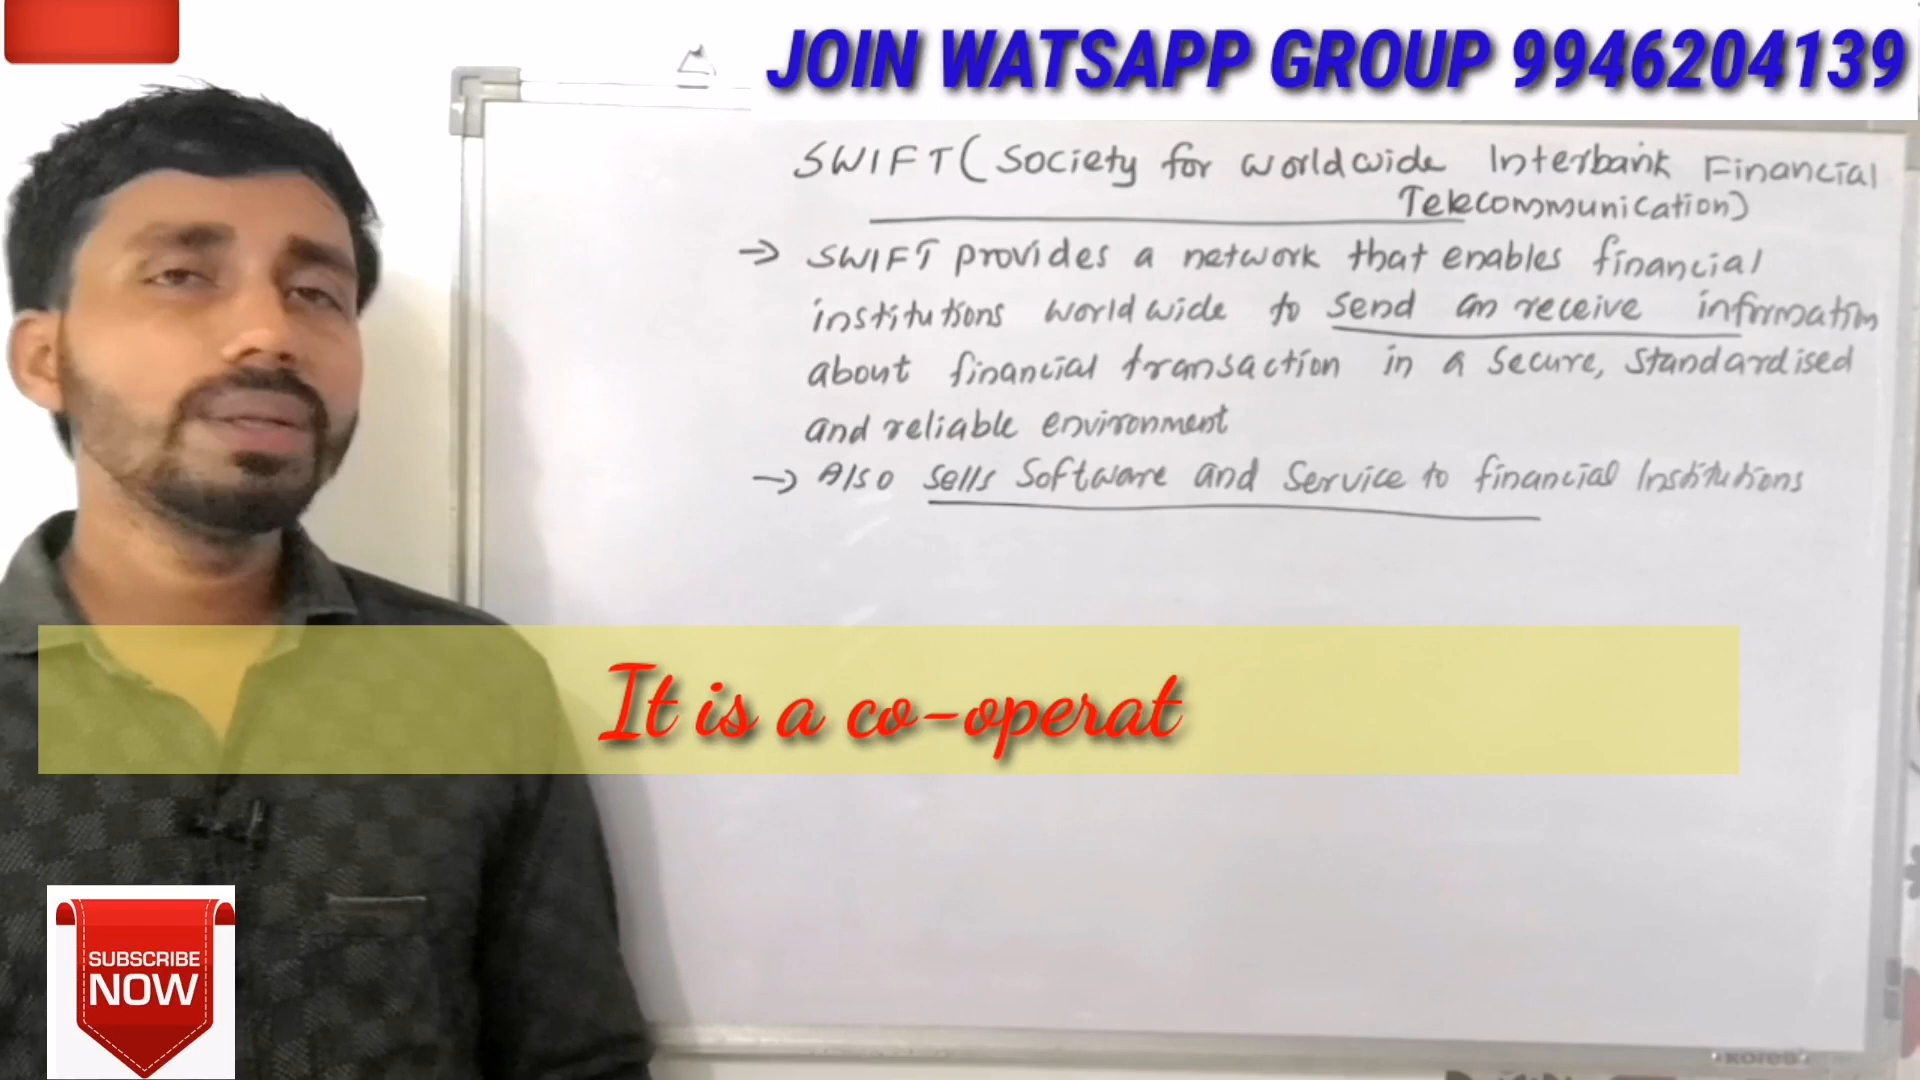 JOIN WATSAPP GROUP 9946204139
SWIFT (Society for worldwide Interbank Financial
Telecommunication)
→ SWIFT provides a network that enables financial
institutions world wide to send an receive information
about financial transaction in a secure, standardised
and reliable environment
→ Also sells software and service to financial Institutions
It is a co-operat
SUBSCRIBE
NOW